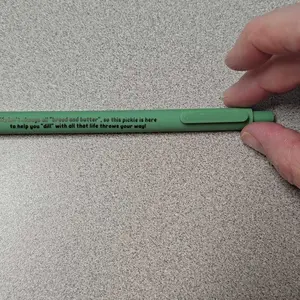 always all "bread and butter", so this pickle is here
to help you "dill" with all that life throws your way!